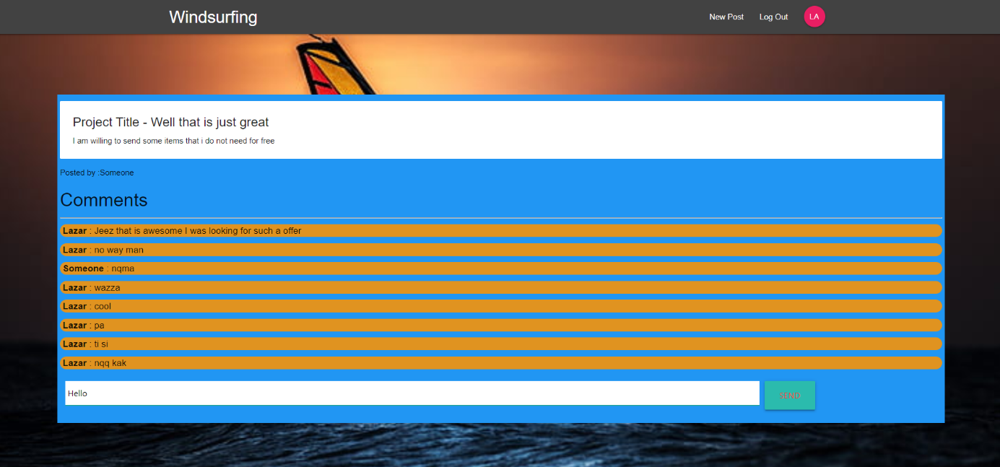 Windsurfing
New Post Log Out LA
Project Title - Well that is just great
I am willing to send some items that i do not need for free
Posted by :Someone
Comments
Lazar : Jeez that is awesome I was looking for such a offer
Lazar : no way man
Someone : nqma
Lazar : wazza
Lazar : cool
Lazar : pa
Lazar : ti si
Lazar : nqq kak
Hello
SEND